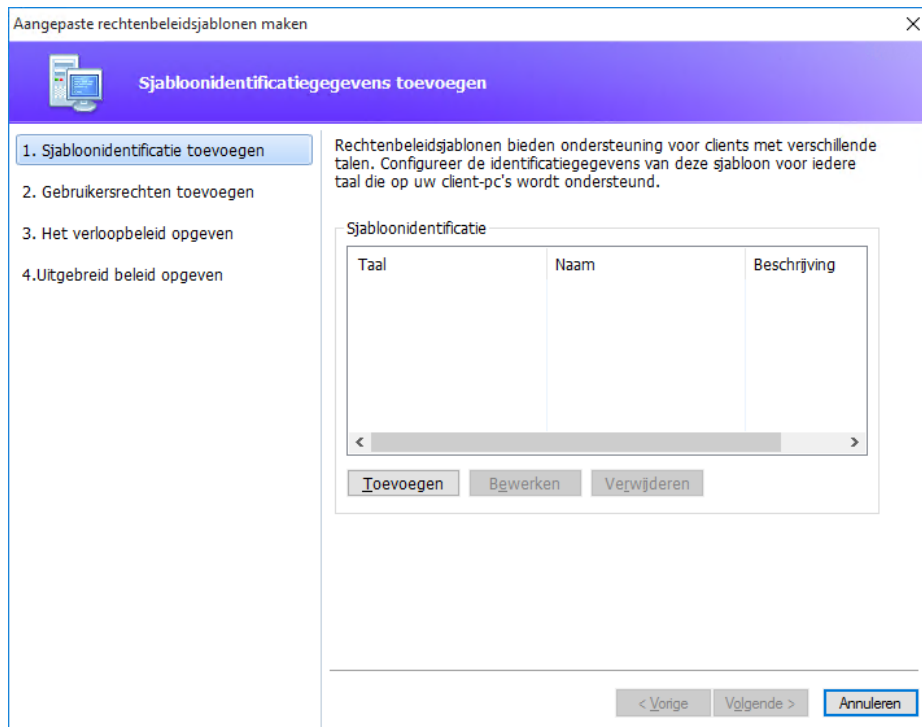 Aangepaste rechtenbeleidsjablonen maken
Sjabloonidentificatiegegevens toevoegen
1. Sjabloonidentificatie toevoegen
2. Gebruikersrechten toevoegen
3. Het verloopbeleid opgeven
4.Uitgebreid beleid opgeven
Rechtenbeleidsjablonen bieden ondersteuning voor clients met verschillende
talen. Configureer de identificatiegegevens van deze sjabloon voor iedere
taal die op uw client-pc's wordt ondersteund.
Sjabloonidentificatie
Taal Naam Beschrijving
Toevoegen Bewerken Verwijderen
< Vorige Volgende > Annuleren